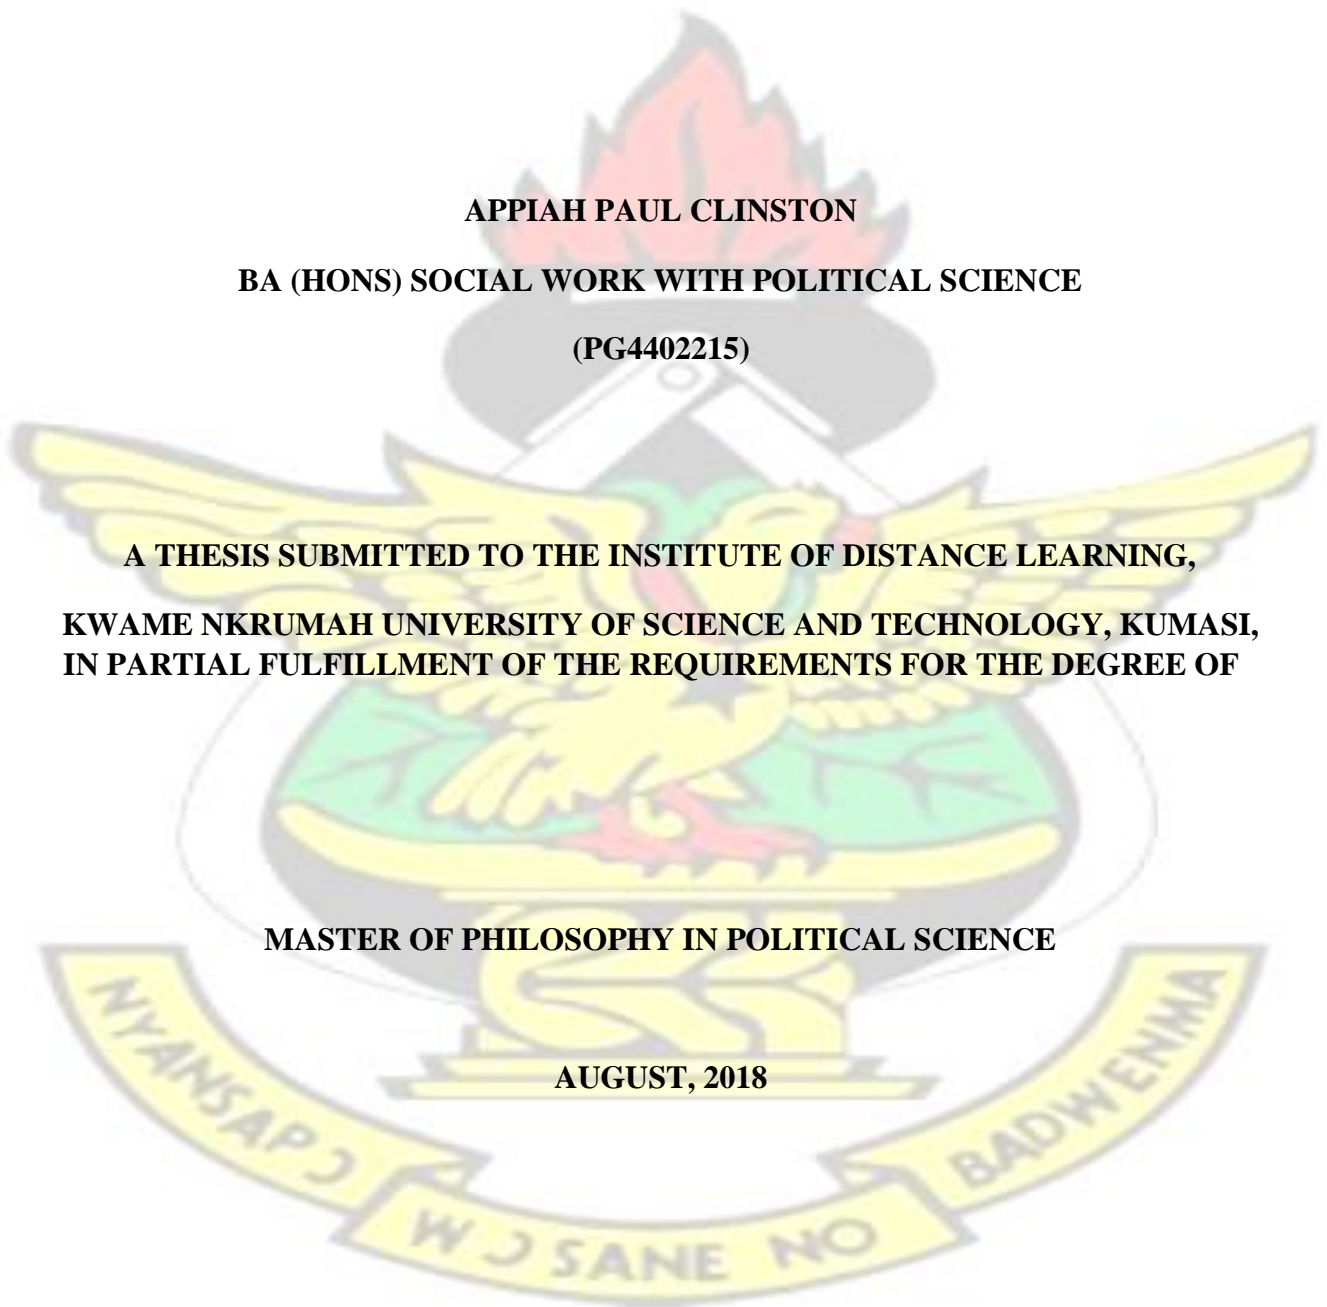 APPIAH PAUL CLINSTON
BA (HONS) SOCIAL WORK WITH POLITICAL SCIENCE
(PG4402215)
A THESIS SUBMITTED TO THE INSTITUTE OF DISTANCE LEARNING,
KWAME NKRUMAH UNIVERSITY OF SCIENCE AND TECHNOLOGY, KUMASI,
IN PARTIAL FULFILLMENT OF THE REQUIREMENTS FOR THE DEGREE OF
MASTER OF PHILOSOPHY IN POLITICAL SCIENCE
AUGUST, 2018
NYANSAPƆ
WƆSANE NO
BADWENMA